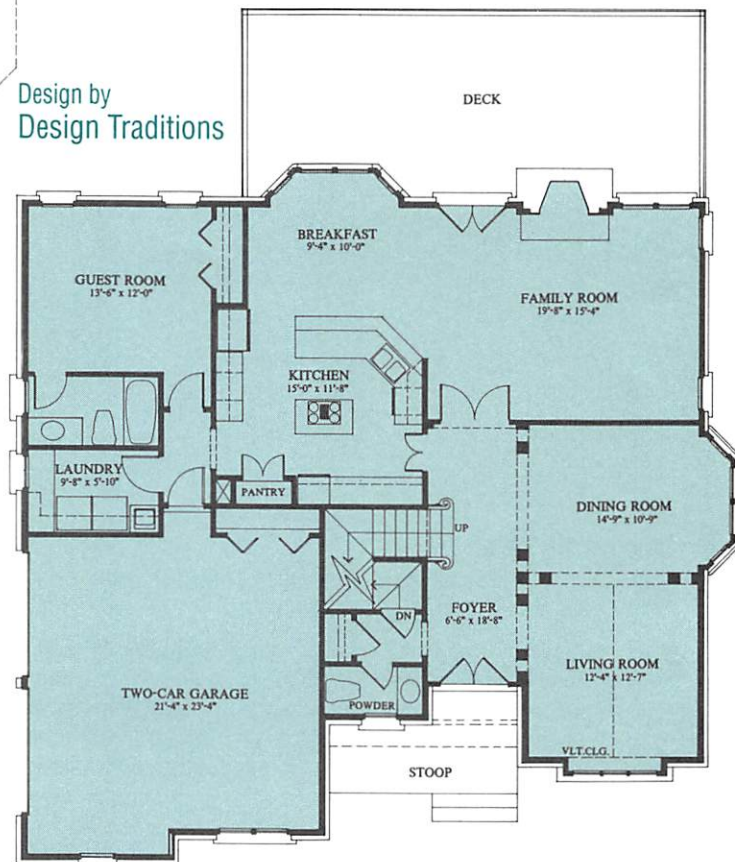 Design by
Design Traditions
DECK
BREAKFAST
9'-4" x 10'-0"
GUEST ROOM
13'-6" x 12'-0"
FAMILY ROOM
19'-8" x 15'-4"
KITCHEN
15'-0" x 11'-8"
LAUNDRY
9'-8" x 5'-10"
PANTRY
DINING ROOM
14'-9" x 10'-9"
UP
DN
FOYER
6'-6" x 18'-8"
LIVING ROOM
12'-4" x 12'-7"
TWO-CAR GARAGE
21'-4" x 23'-4"
POWDER
VLT.CLG.
STOOP